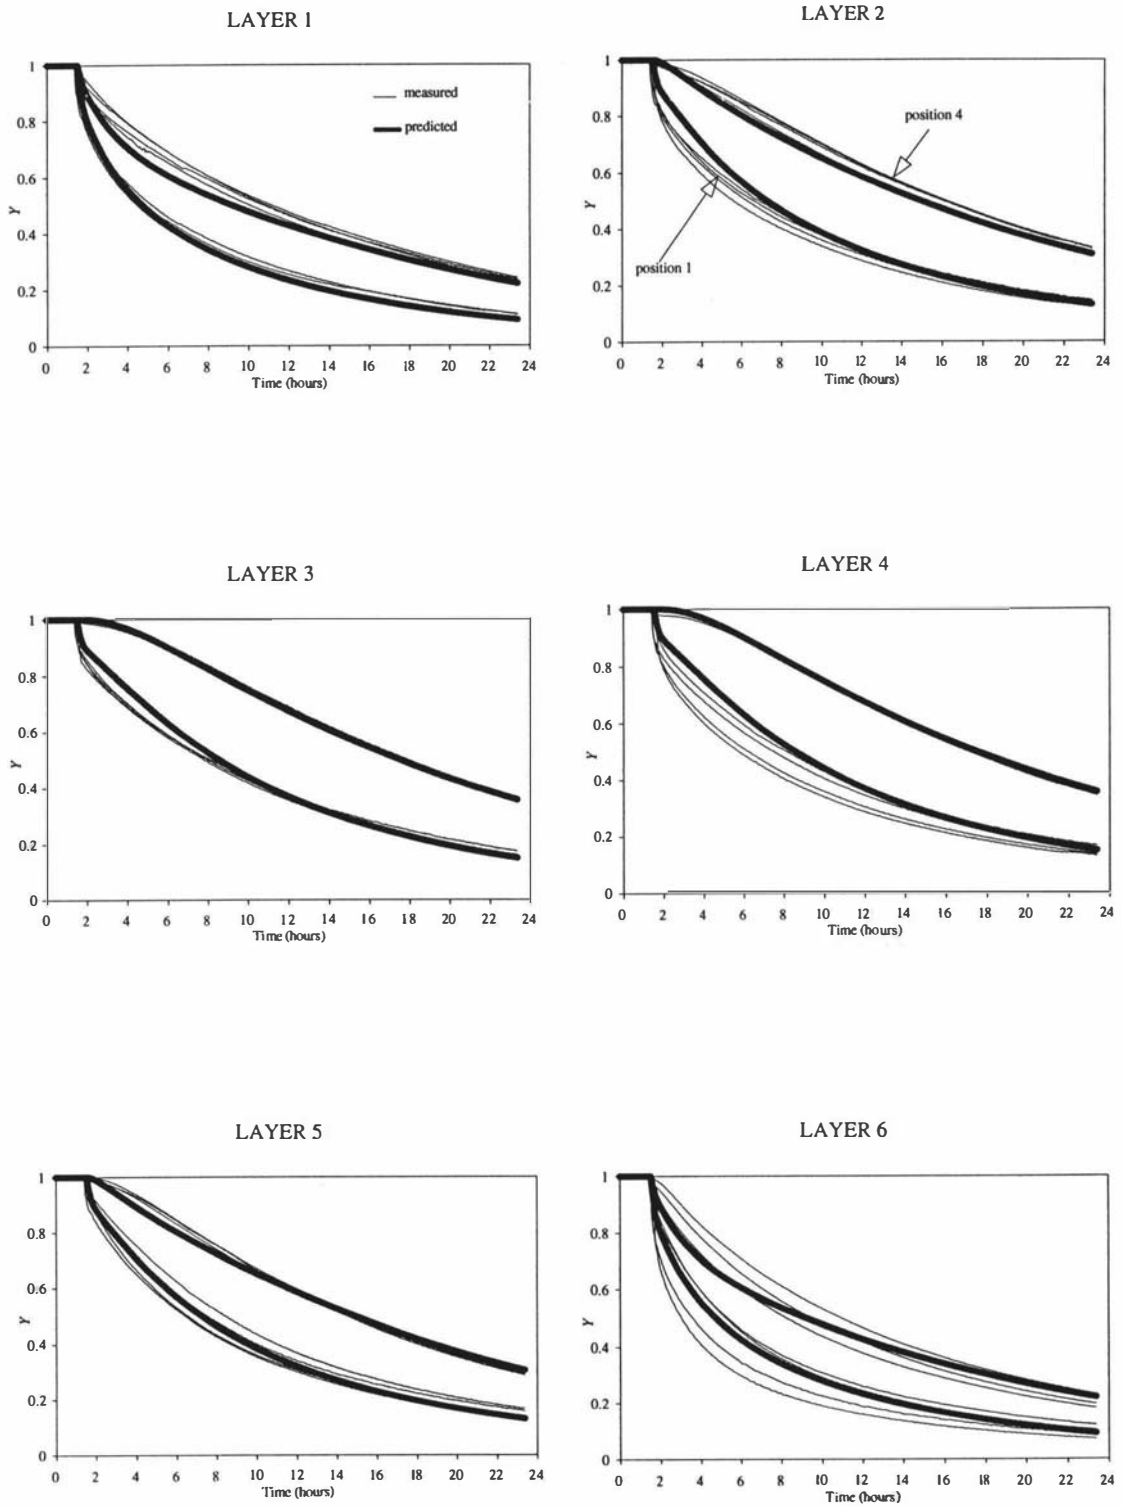 LAYER 1
1
0.8
0.6
0.4
0.2
0
Y
measured
predicted
0 2 4 6 8 10 12 14 16 18 20 22 24
Time (hours)
LAYER 2
1
0.8
0.6
0.4
0.2
0
Y
position 4
position 1
0 2 4 6 8 10 12 14 16 18 20 22 24
Time (hours)
LAYER 3
1
0.8
0.6
0.4
0.2
0
Y
0 2 4 6 8 10 12 14 16 18 20 22 24
Time (hours)
LAYER 4
1
0.8
0.6
0.4
0.2
0
Y
0 2 4 6 8 10 12 14 16 18 20 22 24
Time (hours)
LAYER 5
1
0.8
0.6
0.4
0.2
0
Y
0 2 4 6 8 10 12 14 16 18 20 22 24
Time (hours)
LAYER 6
1
0.8
0.6
0.4
0.2
0
Y
0 2 4 6 8 10 12 14 16 18 20 22 24
Time (hours)